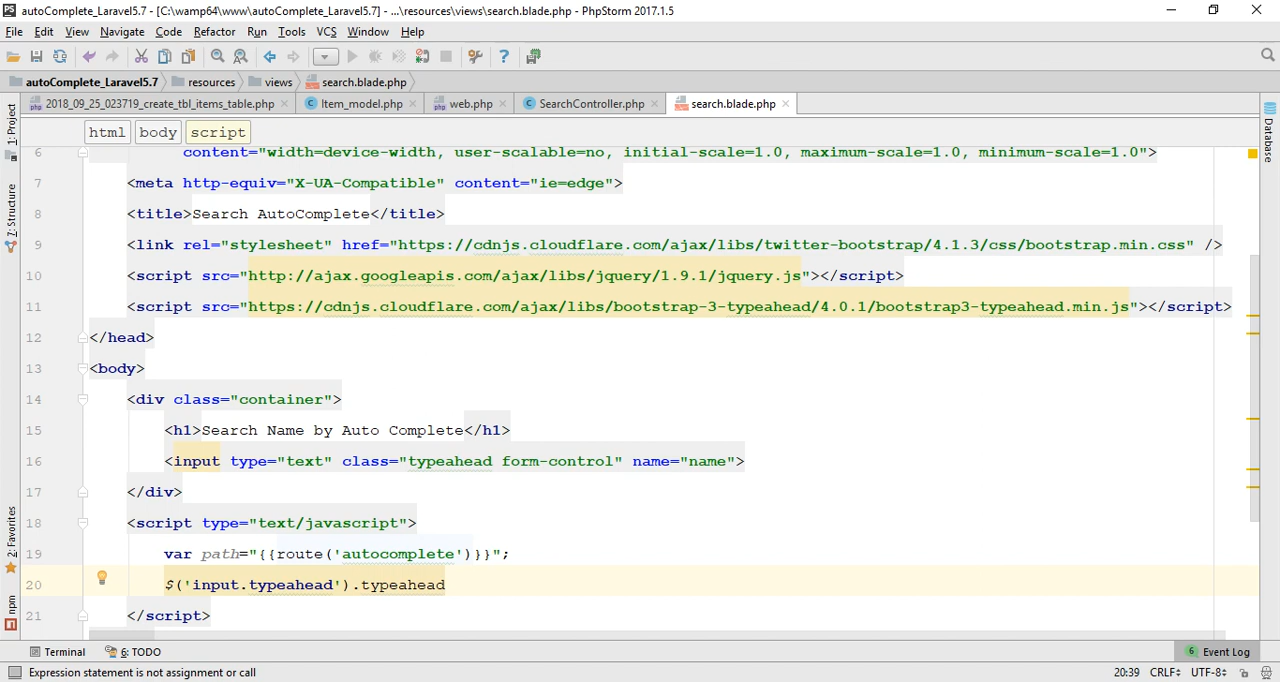 autoComplete_Laravel5.7 - [C:\wamp64\www\autoComplete_Laravel5.7] - ...\resources\views\search.blade.php - PhpStorm 2017.1.5
File Edit View Navigate Code Refactor Run Tools VCS Window Help
autoComplete_Laravel5.7 resources views search.blade.php
2018_09_25_023719_create_tbl_items_table.php Item_model.php web.php SearchController.php search.blade.php
html body script
1: Project
7: Structure
2: Favorites
npm
Database
6 content="width=device-width, user-scalable=no, initial-scale=1.0, maximum-scale=1.0, minimum-scale=1.0">
7 <meta http-equiv="X-UA-Compatible" content="ie=edge">
8 <title>Search AutoComplete</title>
9 <link rel="stylesheet" href="https://cdnjs.cloudflare.com/ajax/libs/twitter-bootstrap/4.1.3/css/bootstrap.min.css" />
10 <script src="http://ajax.googleapis.com/ajax/libs/jquery/1.9.1/jquery.js"></script>
11 <script src="https://cdnjs.cloudflare.com/ajax/libs/bootstrap-3-typeahead/4.0.1/bootstrap3-typeahead.min.js"></script>
12 </head>
13 <body>
14 <div class="container">
15 <h1>Search Name by Auto Complete</h1>
16 <input type="text" class="typeahead form-control" name="name">
17 </div>
18 <script type="text/javascript">
19 var path="{{route('autocomplete')}}";
20 $('input.typeahead').typeahead
21 </script>
Terminal 6: TODO 6 Event Log
Expression statement is not assignment or call 20:39 CRLF UTF-8